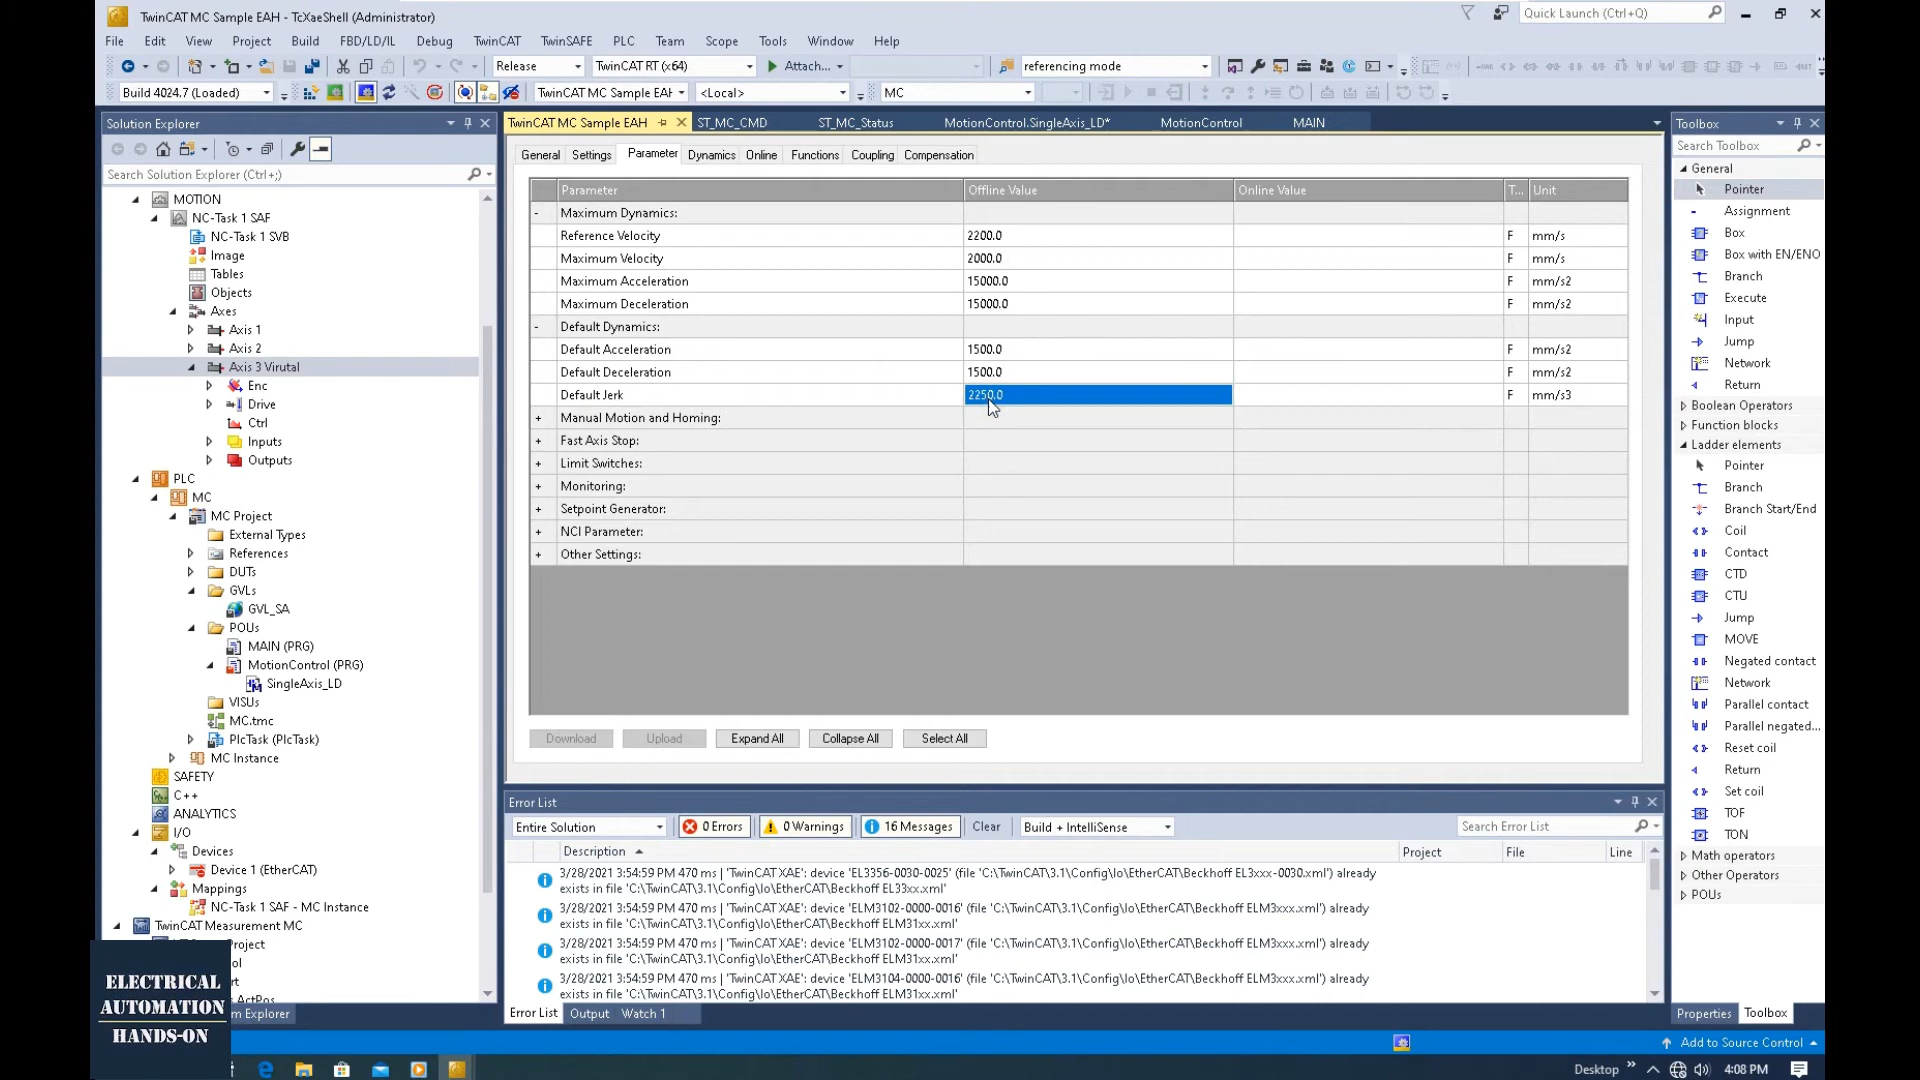 TwinCAT MC Sample EAH - TcXaeShell (Administrator)
Quick Launch (Ctrl+Q)
File Edit View Project Build FBD/LD/IL Debug TwinCAT TwinSAFE PLC Team Scope Tools Window Help
Release TwinCAT RT (x64) Attach... referencing mode
Build 4024.7 (Loaded) TwinCAT MC Sample EAH <Local> MC
Solution Explorer
Search Solution Explorer (Ctrl+;)
MOTION
NC-Task 1 SAF
NC-Task 1 SVB
Image
Tables
Objects
Axes
Axis 1
Axis 2
Axis 3 Virutal
Enc
Drive
Ctrl
Inputs
Outputs
PLC
MC
MC Project
External Types
References
DUTs
GVLs
GVL_SA
POUs
MAIN (PRG)
MotionControl (PRG)
SingleAxis_LD
VISUs
MC.tmc
PlcTask (PlcTask)
MC Instance
SAFETY
C++
ANALYTICS
I/O
Devices
Device 1 (EtherCAT)
Mappings
NC-Task 1 SAF - MC Instance
TwinCAT Measurement MC
TwinCAT MC Sample EAH ST_MC_CMD ST_MC_Status MotionControl.SingleAxis_LD* MotionControl MAIN
General Settings Parameter Dynamics Online Functions Coupling Compensation
Parameter Offline Value Online Value T... Unit
- Maximum Dynamics:
Reference Velocity 2200.0 F mm/s
Maximum Velocity 2000.0 F mm/s
Maximum Acceleration 15000.0 F mm/s2
Maximum Deceleration 15000.0 F mm/s2
- Default Dynamics:
Default Acceleration 1500.0 F mm/s2
Default Deceleration 1500.0 F mm/s2
Default Jerk 2250.0 F mm/s3
+ Manual Motion and Homing:
+ Fast Axis Stop:
+ Limit Switches:
+ Monitoring:
+ Setpoint Generator:
+ NCI Parameter:
+ Other Settings:
Download Upload Expand All Collapse All Select All
Error List
Entire Solution 0 Errors 0 Warnings 16 Messages Clear Build + IntelliSense Search Error List
Description Project File Line
3/28/2021 3:54:59 PM 470 ms | 'TwinCAT XAE': device 'EL3356-0030-0025' (file 'C:\TwinCAT\3.1\Config\Io\EtherCAT\Beckhoff EL3xxx-0030.xml') already
exists in file 'C:\TwinCAT\3.1\Config\Io\EtherCAT\Beckhoff EL33xx.xml'
3/28/2021 3:54:59 PM 470 ms | 'TwinCAT XAE': device 'ELM3102-0000-0016' (file 'C:\TwinCAT\3.1\Config\Io\EtherCAT\Beckhoff ELM3xxx.xml') already
exists in file 'C:\TwinCAT\3.1\Config\Io\EtherCAT\Beckhoff ELM31xx.xml'
3/28/2021 3:54:59 PM 470 ms | 'TwinCAT XAE': device 'ELM3102-0000-0017' (file 'C:\TwinCAT\3.1\Config\Io\EtherCAT\Beckhoff ELM3xxx.xml') already
exists in file 'C:\TwinCAT\3.1\Config\Io\EtherCAT\Beckhoff ELM31xx.xml'
3/28/2021 3:54:59 PM 470 ms | 'TwinCAT XAE': device 'ELM3104-0000-0016' (file 'C:\TwinCAT\3.1\Config\Io\EtherCAT\Beckhoff ELM3xxx.xml') already
exists in file 'C:\TwinCAT\3.1\Config\Io\EtherCAT\Beckhoff ELM31xx.xml'
Error List Output Watch 1
Toolbox
Search Toolbox
General
Pointer
Assignment
Box
Box with EN/ENO
Branch
Execute
Input
Jump
Network
Return
Boolean Operators
Function blocks
Ladder elements
Pointer
Branch
Branch Start/End
Coil
Contact
CTD
CTU
Jump
MOVE
Negated contact
Network
Parallel contact
Parallel negated...
Reset coil
Return
Set coil
TOF
TON
Math operators
Other Operators
POUs
Properties Toolbox
Add to Source Control
ELECTRICAL
AUTOMATION
HANDS-ON
Desktop 4:08 PM